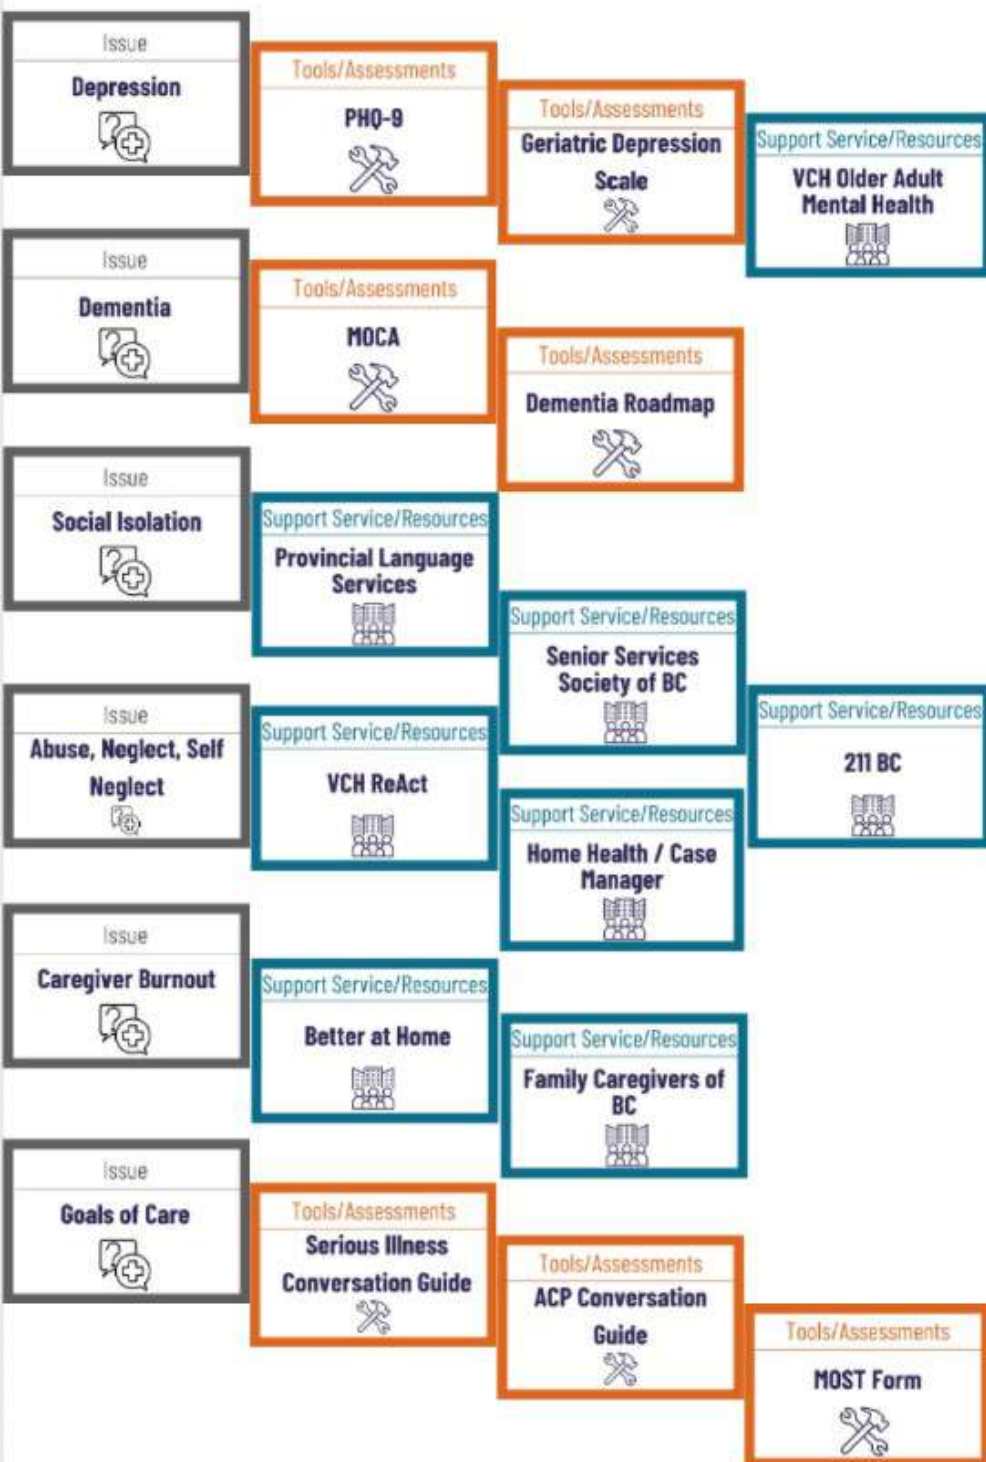 Issue
Depression
Tools/Assessments
PHQ-9
Tools/Assessments
Geriatric Depression
Scale
Support Service/Resources
VCH Older Adult
Mental Health
Issue
Dementia
Tools/Assessments
MOCA
Tools/Assessments
Dementia Roadmap
Issue
Social Isolation
Support Service/Resources
Provincial Language
Services
Support Service/Resources
Senior Services
Society of BC
Support Service/Resources
211 BC
Issue
Abuse, Neglect, Self
Neglect
Support Service/Resources
VCH ReAct
Support Service/Resources
Home Health / Case
Manager
Issue
Caregiver Burnout
Support Service/Resources
Better at Home
Support Service/Resources
Family Caregivers of
BC
Issue
Goals of Care
Tools/Assessments
Serious Illness
Conversation Guide
Tools/Assessments
ACP Conversation
Guide
Tools/Assessments
MOST Form